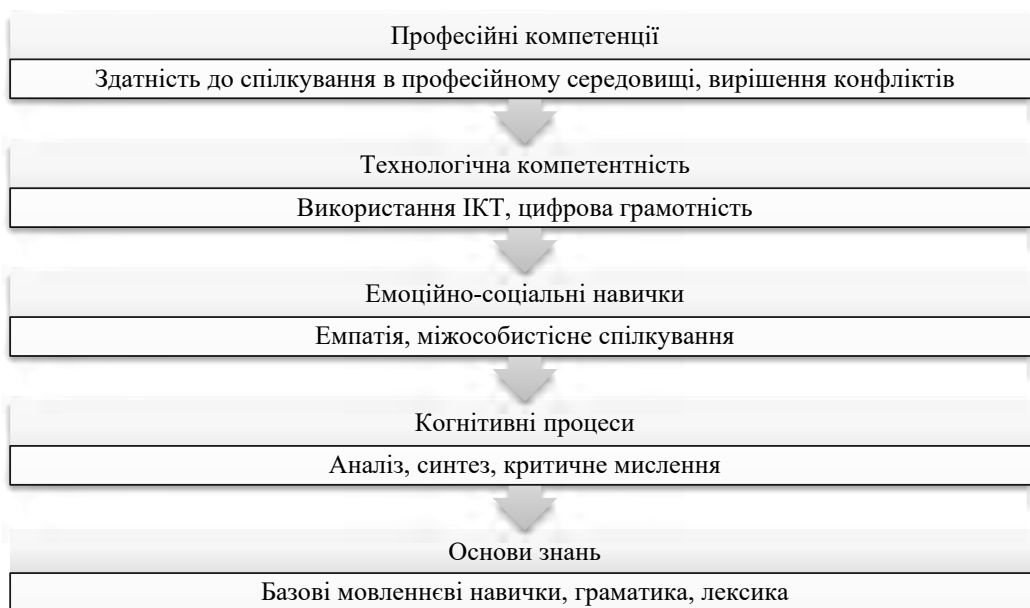 Професійні компетенції
Здатність до спілкування в професійному середовищі, вирішення конфліктів
Технологічна компетентність
Використання ІКТ, цифрова грамотність
Емоційно-соціальні навички
Емпатія, міжособистісне спілкування
Когнітивні процеси
Аналіз, синтез, критичне мислення
Основи знань
Базові мовленнєві навички, граматика, лексика